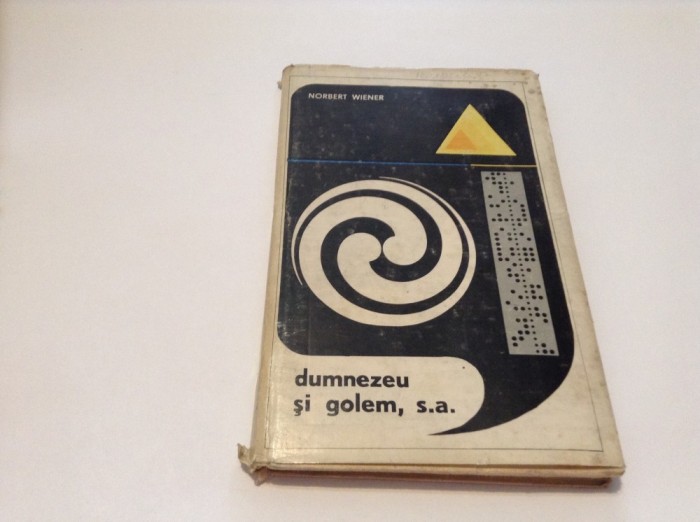 NORBERT WIENER
dumnezeu
şi golem, s.a.